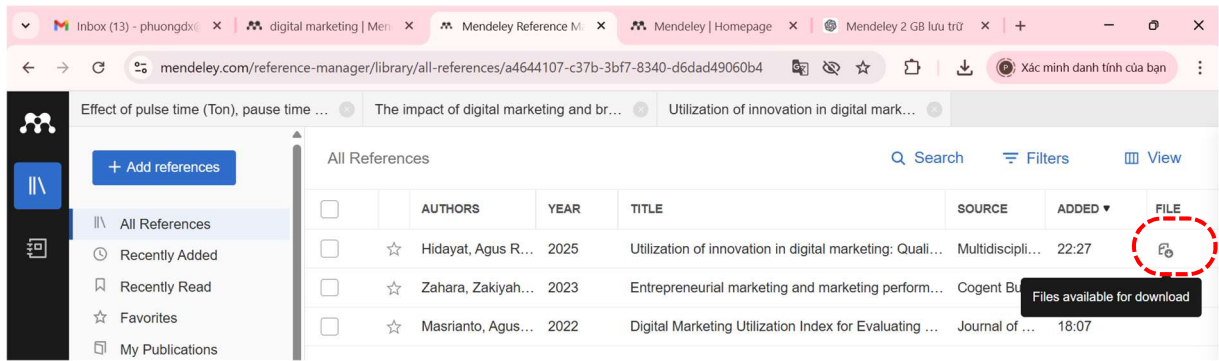 Inbox (13) - phuongdx@
digital marketing | Men
Mendeley Reference M
Mendeley | Homepage
Mendeley 2 GB lưu trữ
mendeley.com/reference-manager/library/all-references/a4644107-c37b-3bf7-8340-d6dad49060b4
P
Xác minh danh tính của bạn
Effect of pulse time (Ton), pause time ...
The impact of digital marketing and br...
Utilization of innovation in digital mark...
+ Add references
All References
Search
Filters
View
AUTHORS YEAR TITLE SOURCE ADDED ▼ FILE
All References
Hidayat, Agus R... 2025 Utilization of innovation in digital marketing: Quali... Multidiscipli... 22:27
Recently Added
Zahara, Zakiyah... 2023 Entrepreneurial marketing and marketing perform... Cogent Bu
Files available for download
Recently Read
Masrianto, Agus... 2022 Digital Marketing Utilization Index for Evaluating ... Journal of ... 18:07
Favorites
My Publications